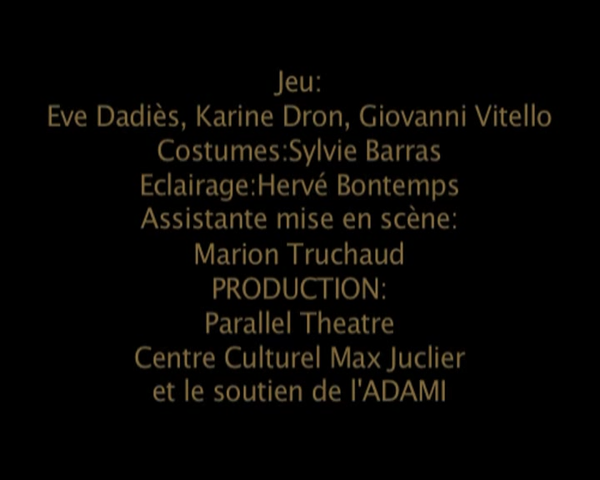 Jeu:
Eve Dadiès, Karine Dron, Giovanni Vitello
Costumes:Sylvie Barras
Eclairage:Hervé Bontemps
Assistante mise en scène:
Marion Truchaud
PRODUCTION:
Parallel Theatre
Centre Culturel Max Juclier
et le soutien de l'ADAMI